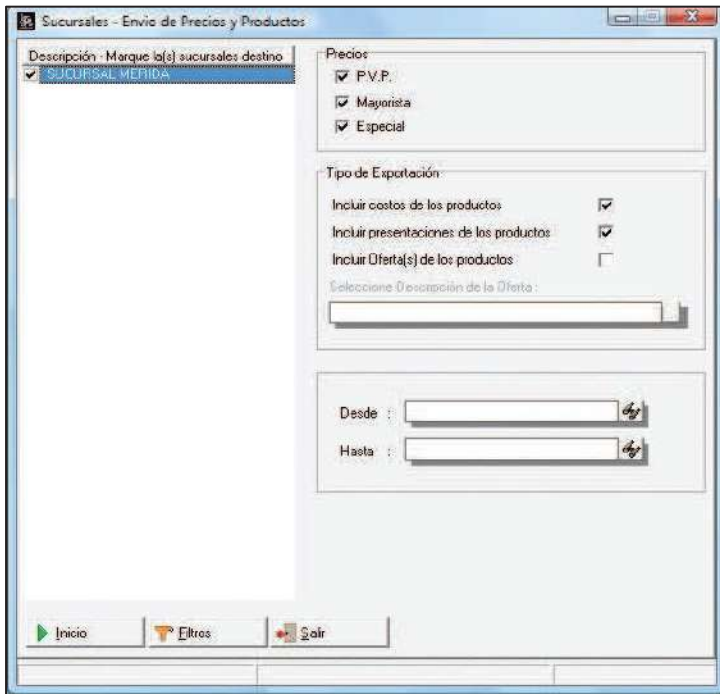 Sucursales - Envio de Precios y Productos
Descripción - Marque la(s) sucursales destino
SUCURSAL MERIDA
Precios
P.V.P.
Mayorista
Especial
Tipo de Exportación
Incluir costos de los productos
Incluir presentaciones de los productos
Incluir Oferta(s) de los productos
Seleccione Descripción de la Oferta :
Desde :
Hasta :
Inicio
Filtros
Salir